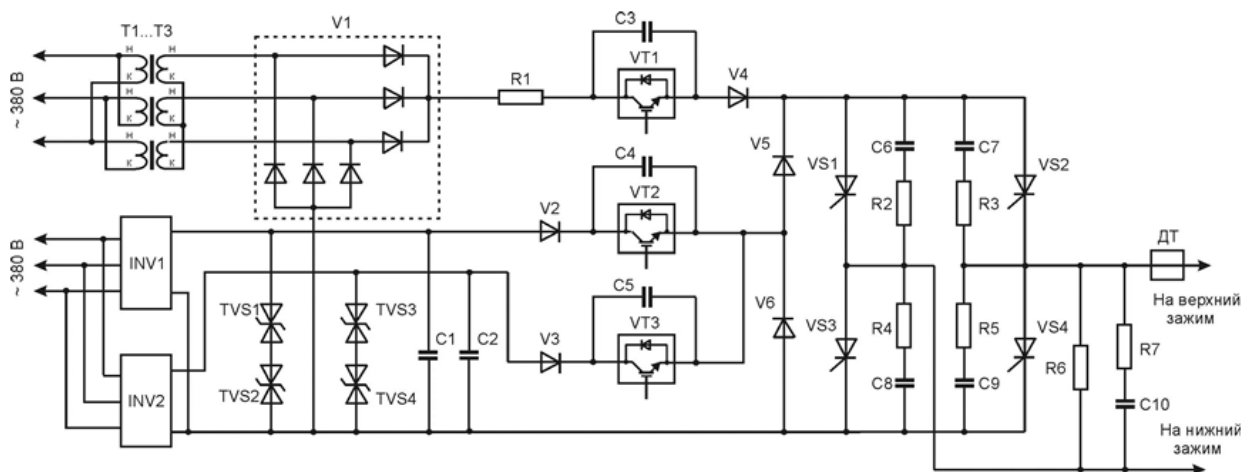 T1...T3
V1
C3
~ 380 В
Н
Н
К
К
Н
Н
К
К
Н
Н
К
К
R1
VT1
V4
C4
V5
VS1
C6
C7
VS2
VT2
R2
R3
V2
~ 380 В
INV1
ДТ
TVS1
TVS3
C1
C2
C5
V6
VS3
R4
R5
VS4
На верхний
зажим
V3
VT3
R6
R7
INV2
TVS2
TVS4
C8
C9
C10
На нижний
зажим